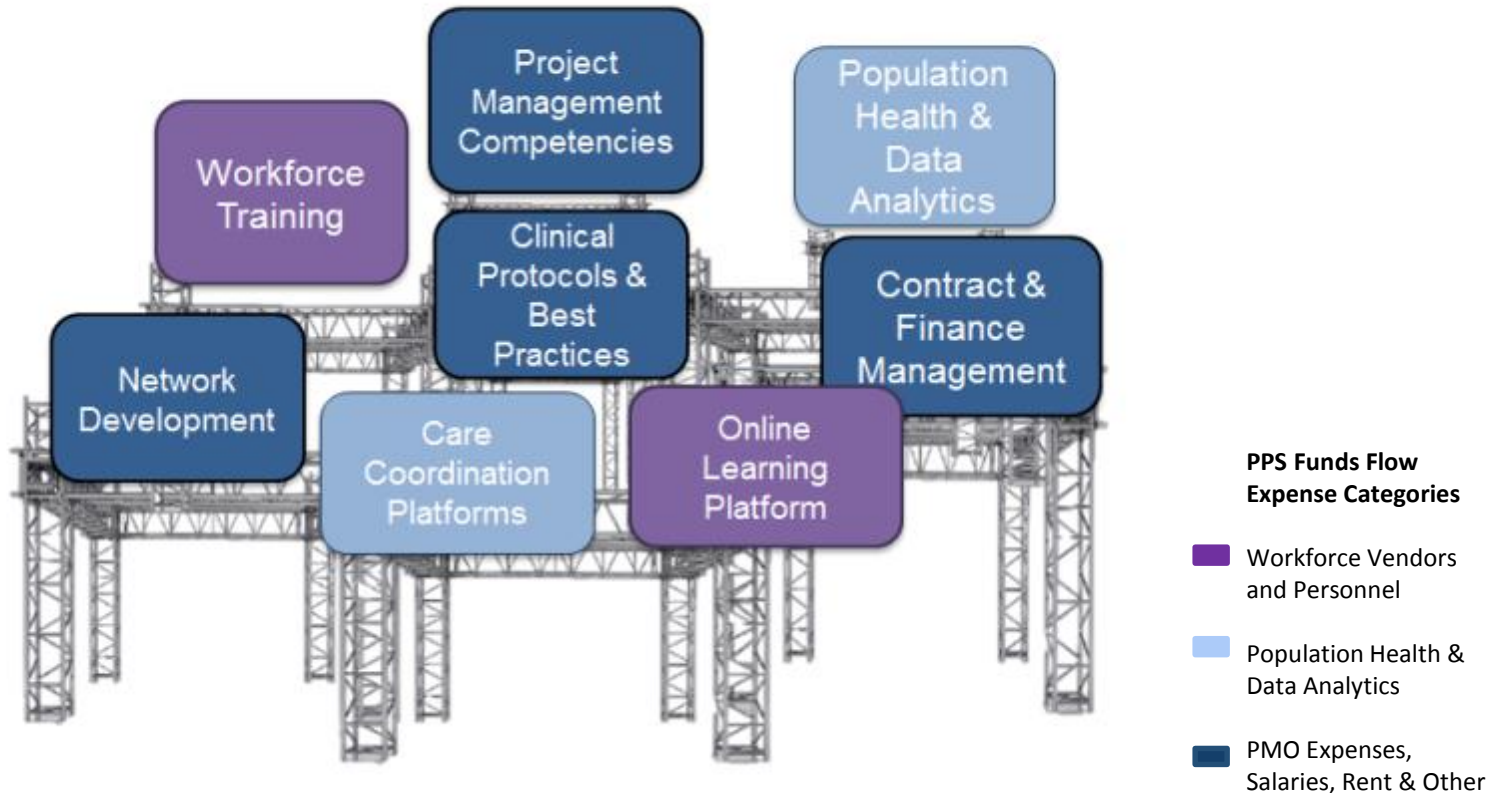 Project
Management
Competencies
Population
Health &
Data
Analytics
Workforce
Training
Clinical
Protocols &
Best
Practices
Contract &
Finance
Management
Network
Development
Care
Coordination
Platforms
Online
Learning
Platform
PPS Funds Flow
Expense Categories
Workforce Vendors
and Personnel
Population Health &
Data Analytics
PMO Expenses,
Salaries, Rent & Other